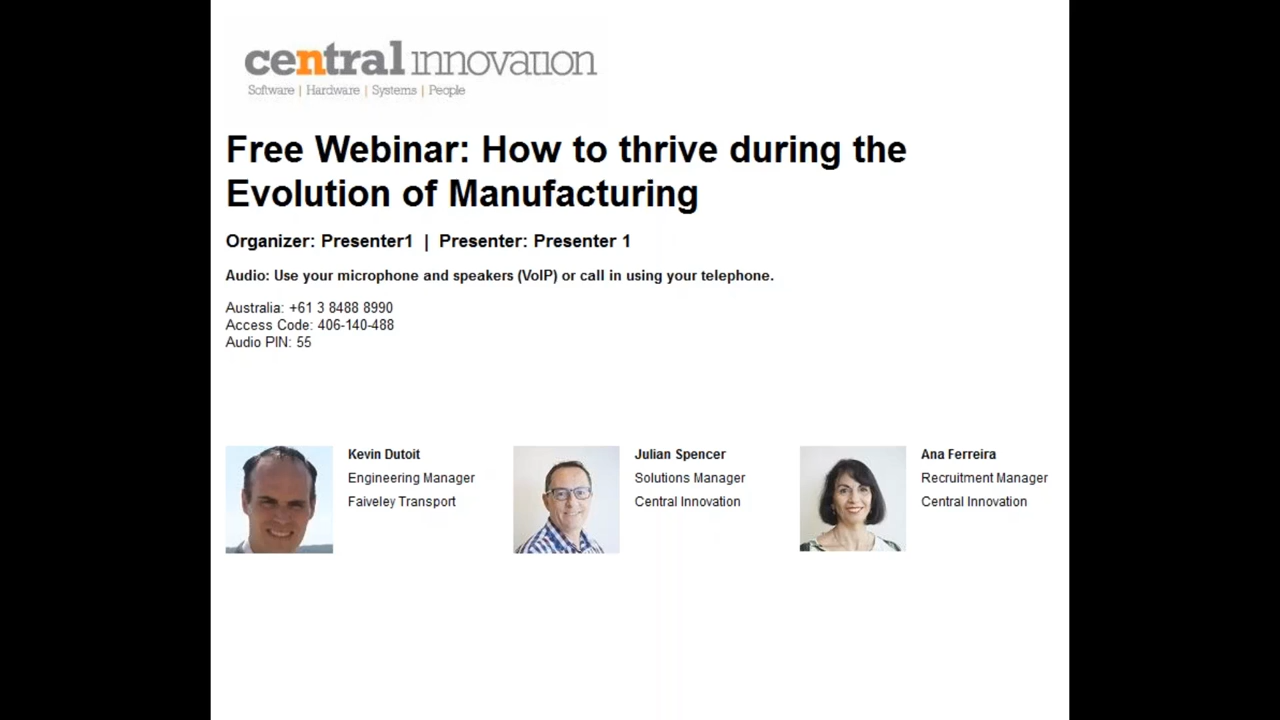 central innovation
Software | Hardware | Systems | People
Free Webinar: How to thrive during the
Evolution of Manufacturing
Organizer: Presenter1 | Presenter: Presenter 1
Audio: Use your microphone and speakers (VoIP) or call in using your telephone.
Australia: +61 3 8488 8990
Access Code: 406-140-488
Audio PIN: 55
Kevin Dutoit
Engineering Manager
Faiveley Transport
Julian Spencer
Solutions Manager
Central Innovation
Ana Ferreira
Recruitment Manager
Central Innovation